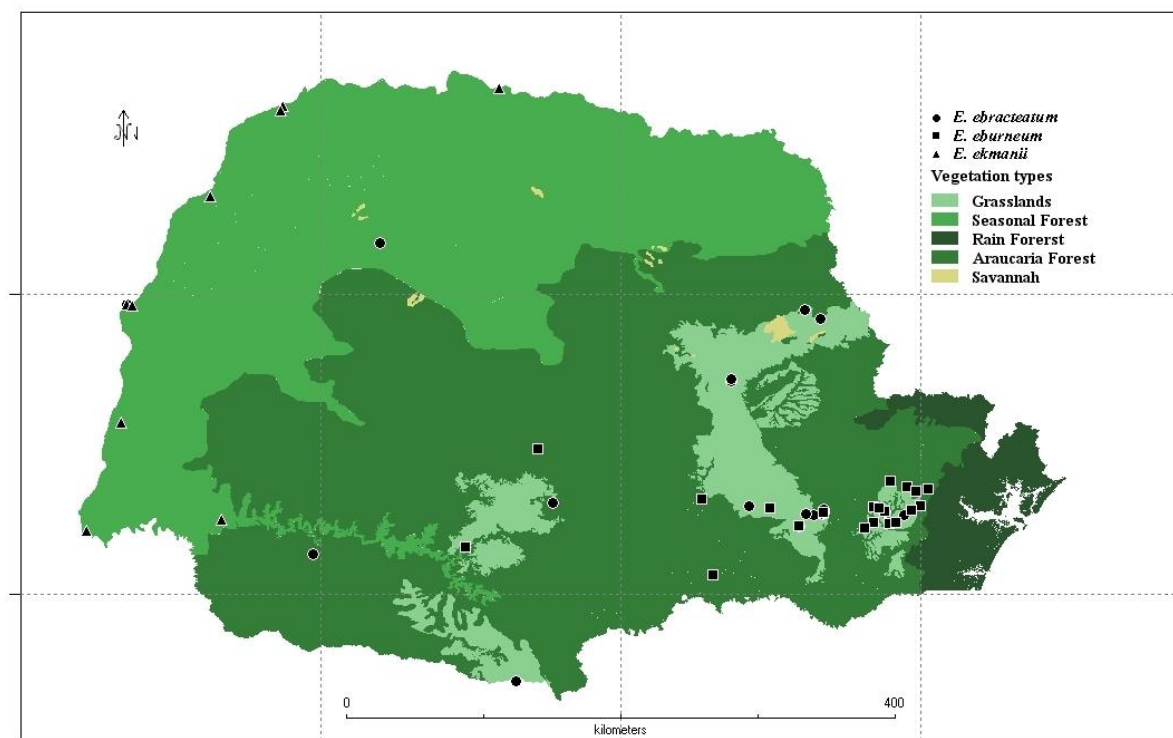 E. ebracteatum
E. eburneum
E. ekmanii
Vegetation types
Grasslands
Seasonal Forest
Rain Forerst
Araucaria Forest
Savannah
0 400
kilometers